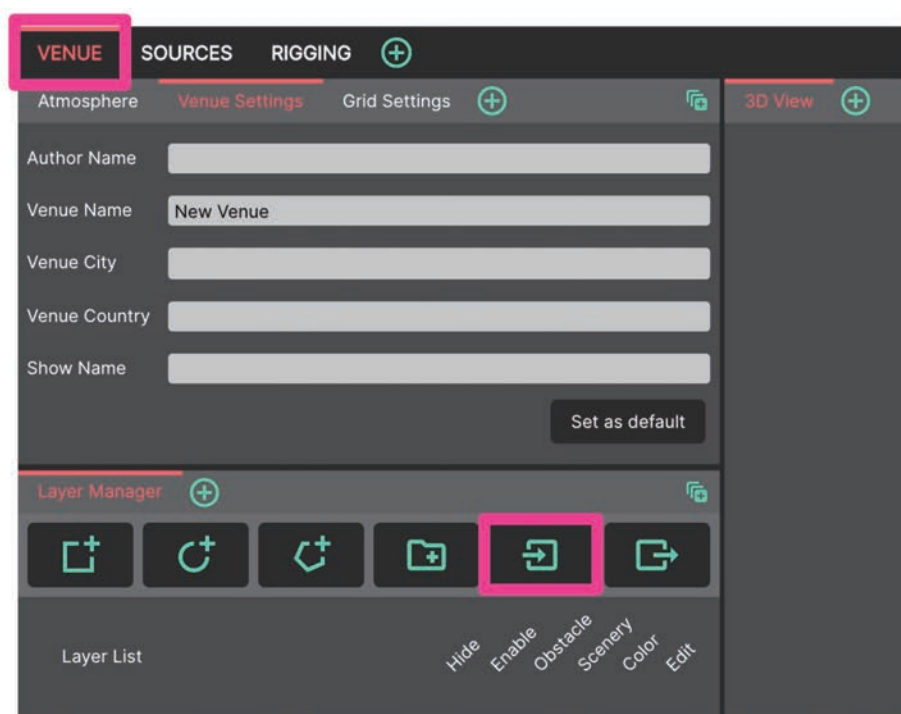 VENUE SOURCES RIGGING
Atmosphere Venue Settings Grid Settings 3D View
Author Name
Venue Name New Venue
Venue City
Venue Country
Show Name
Set as default
Layer Manager
Layer List Hide Enable Obstacle Scenery Color Edit